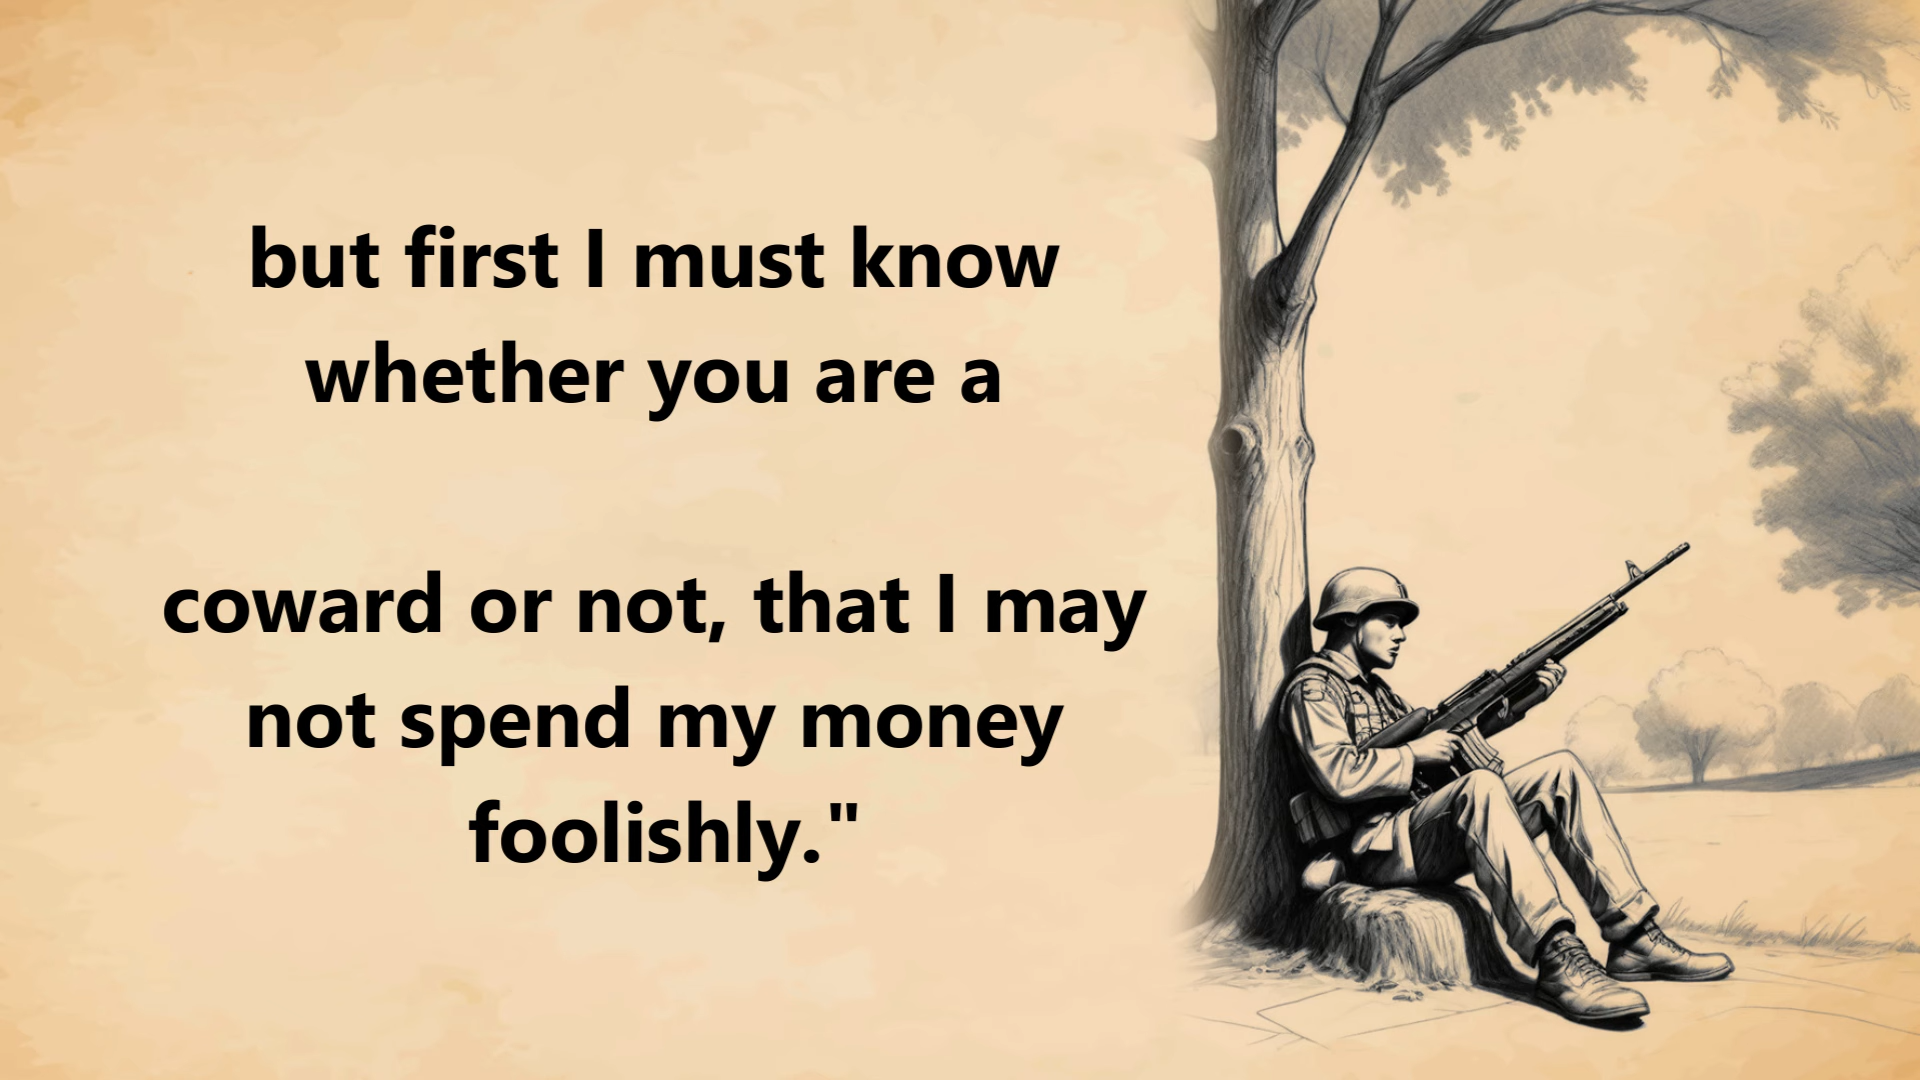 but first I must know
whether you are a
coward or not, that I may
not spend my money
foolishly."